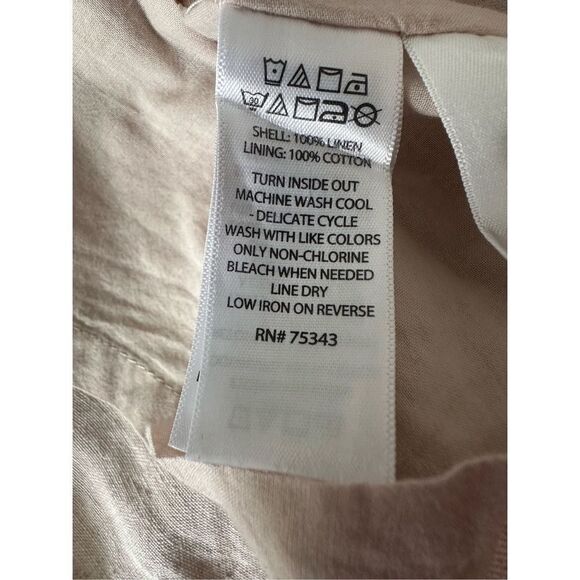 30
SHELL: 100% LINEN
LINING: 100% COTTON
TURN INSIDE OUT
MACHINE WASH COOL
- DELICATE CYCLE
WASH WITH LIKE COLORS
ONLY NON-CHLORINE
BLEACH WHEN NEEDED
LINE DRY
LOW IRON ON REVERSE
RN# 75343